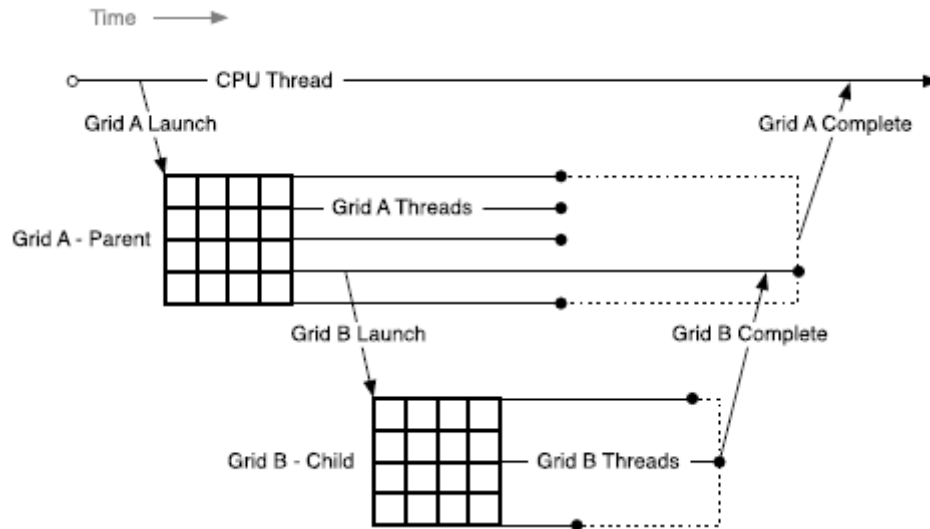 Time
CPU Thread
Grid A Launch
Grid A Complete
Grid A Threads
Grid A - Parent
Grid B Launch
Grid B Complete
Grid B - Child
Grid B Threads